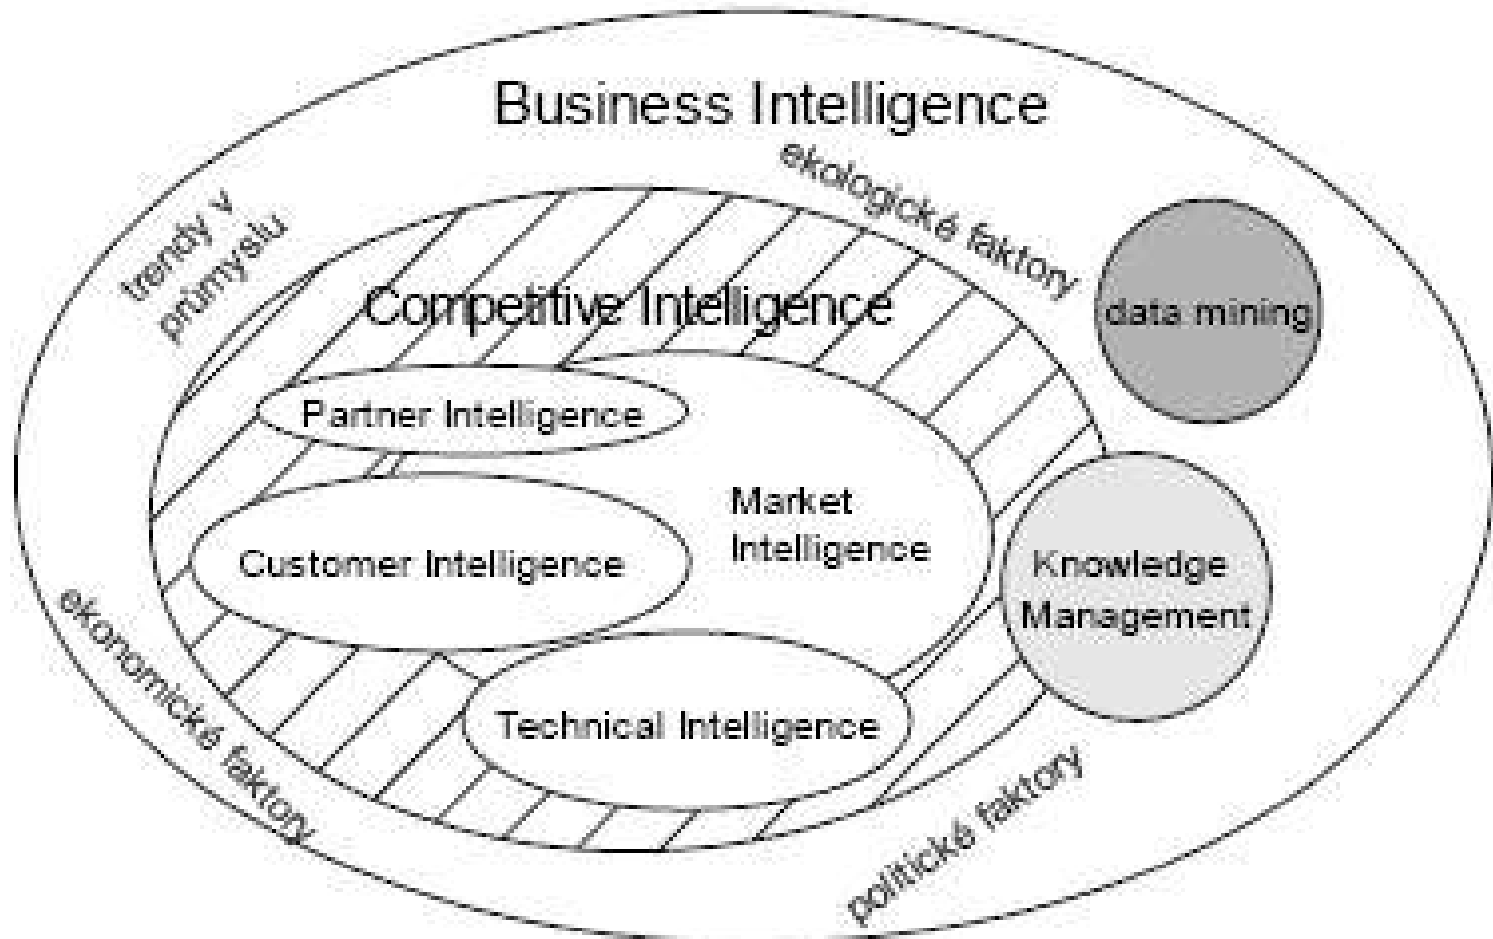 Business Intelligence
ekologické faktory
trendy v
průmyslu
Competitive Intelligence
data mining
Partner Intelligence
Market
Intelligence
Customer Intelligence
Knowledge
Management
Technical Intelligence
ekonomické faktory
politické faktory